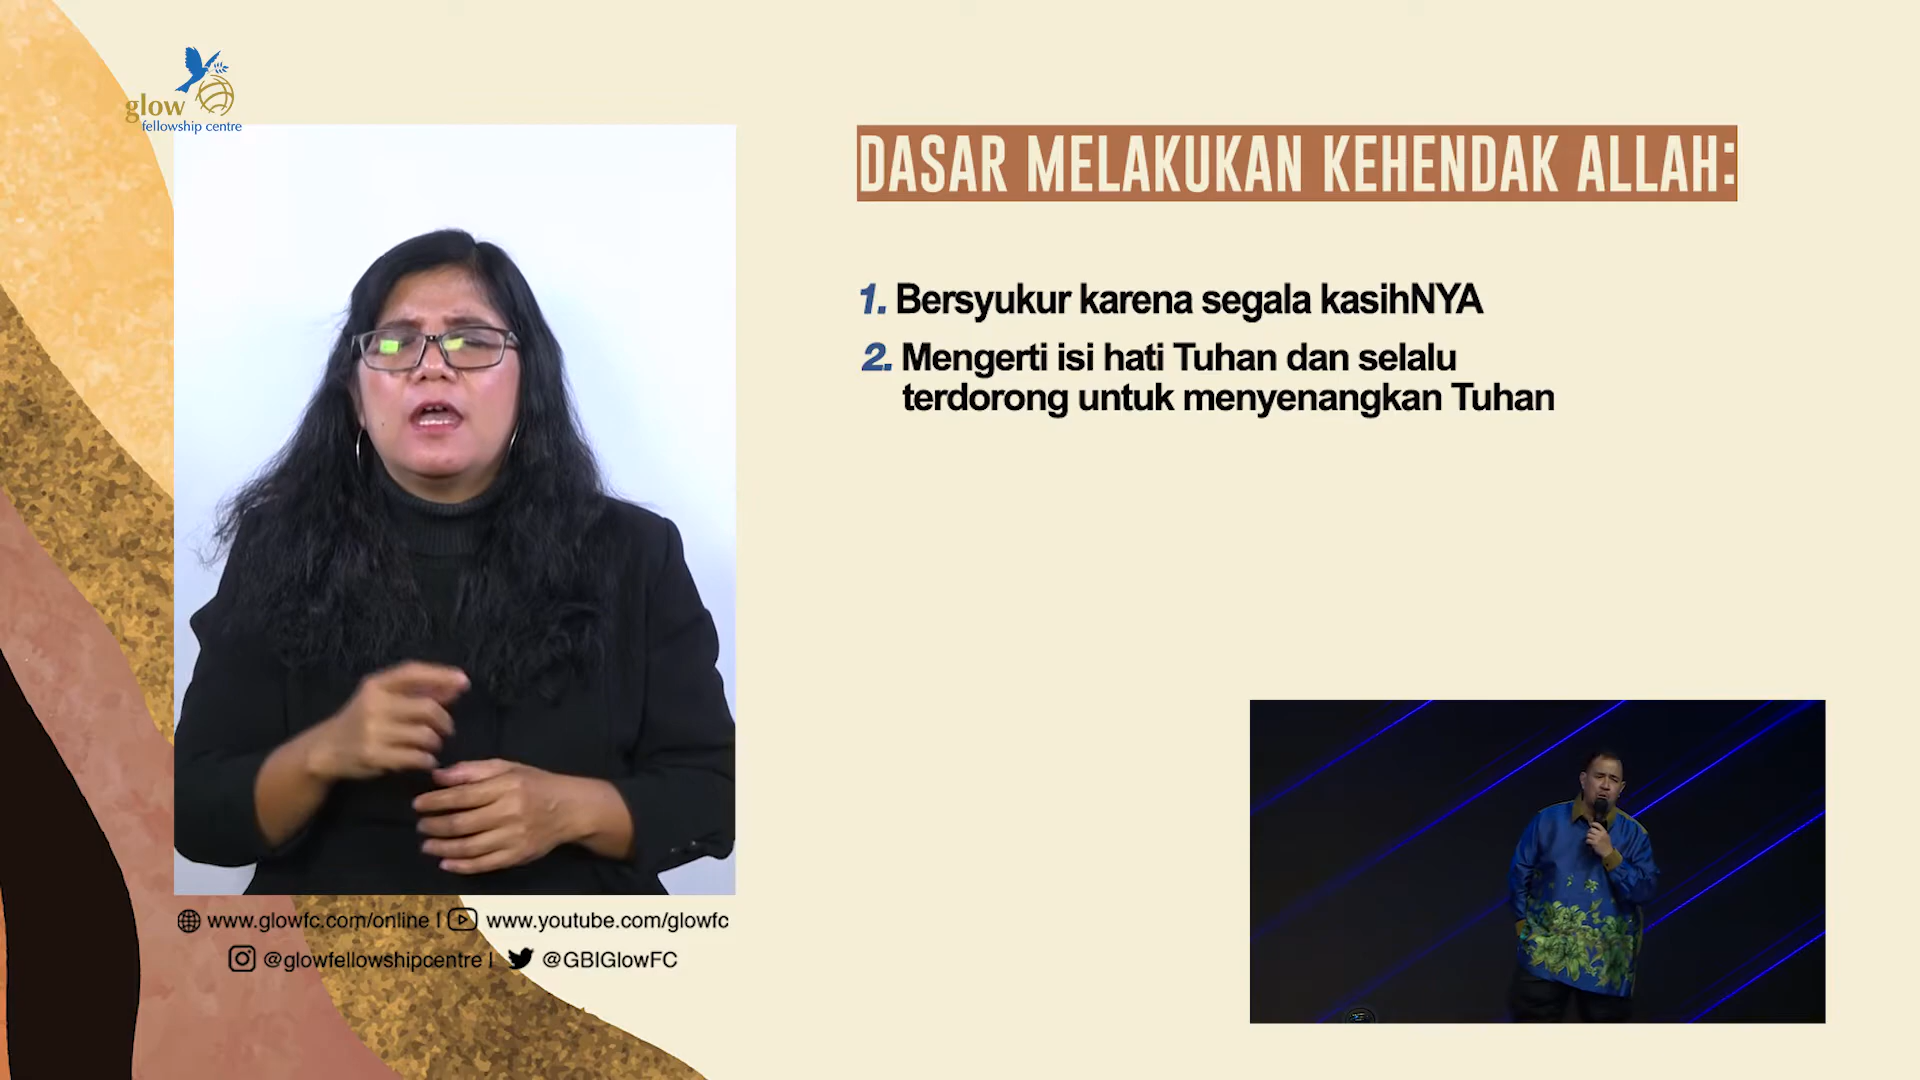 glow
fellowship centre
DASAR MELAKUKAN KEHENDAK ALLAH:
1. Bersyukur karena segala kasihNYA
2. Mengerti isi hati Tuhan dan selalu
terdorong untuk menyenangkan Tuhan
www.glowfc.com/online | www.youtube.com/glowfc
@glowfellowshipcentre | @GBIGlowFC